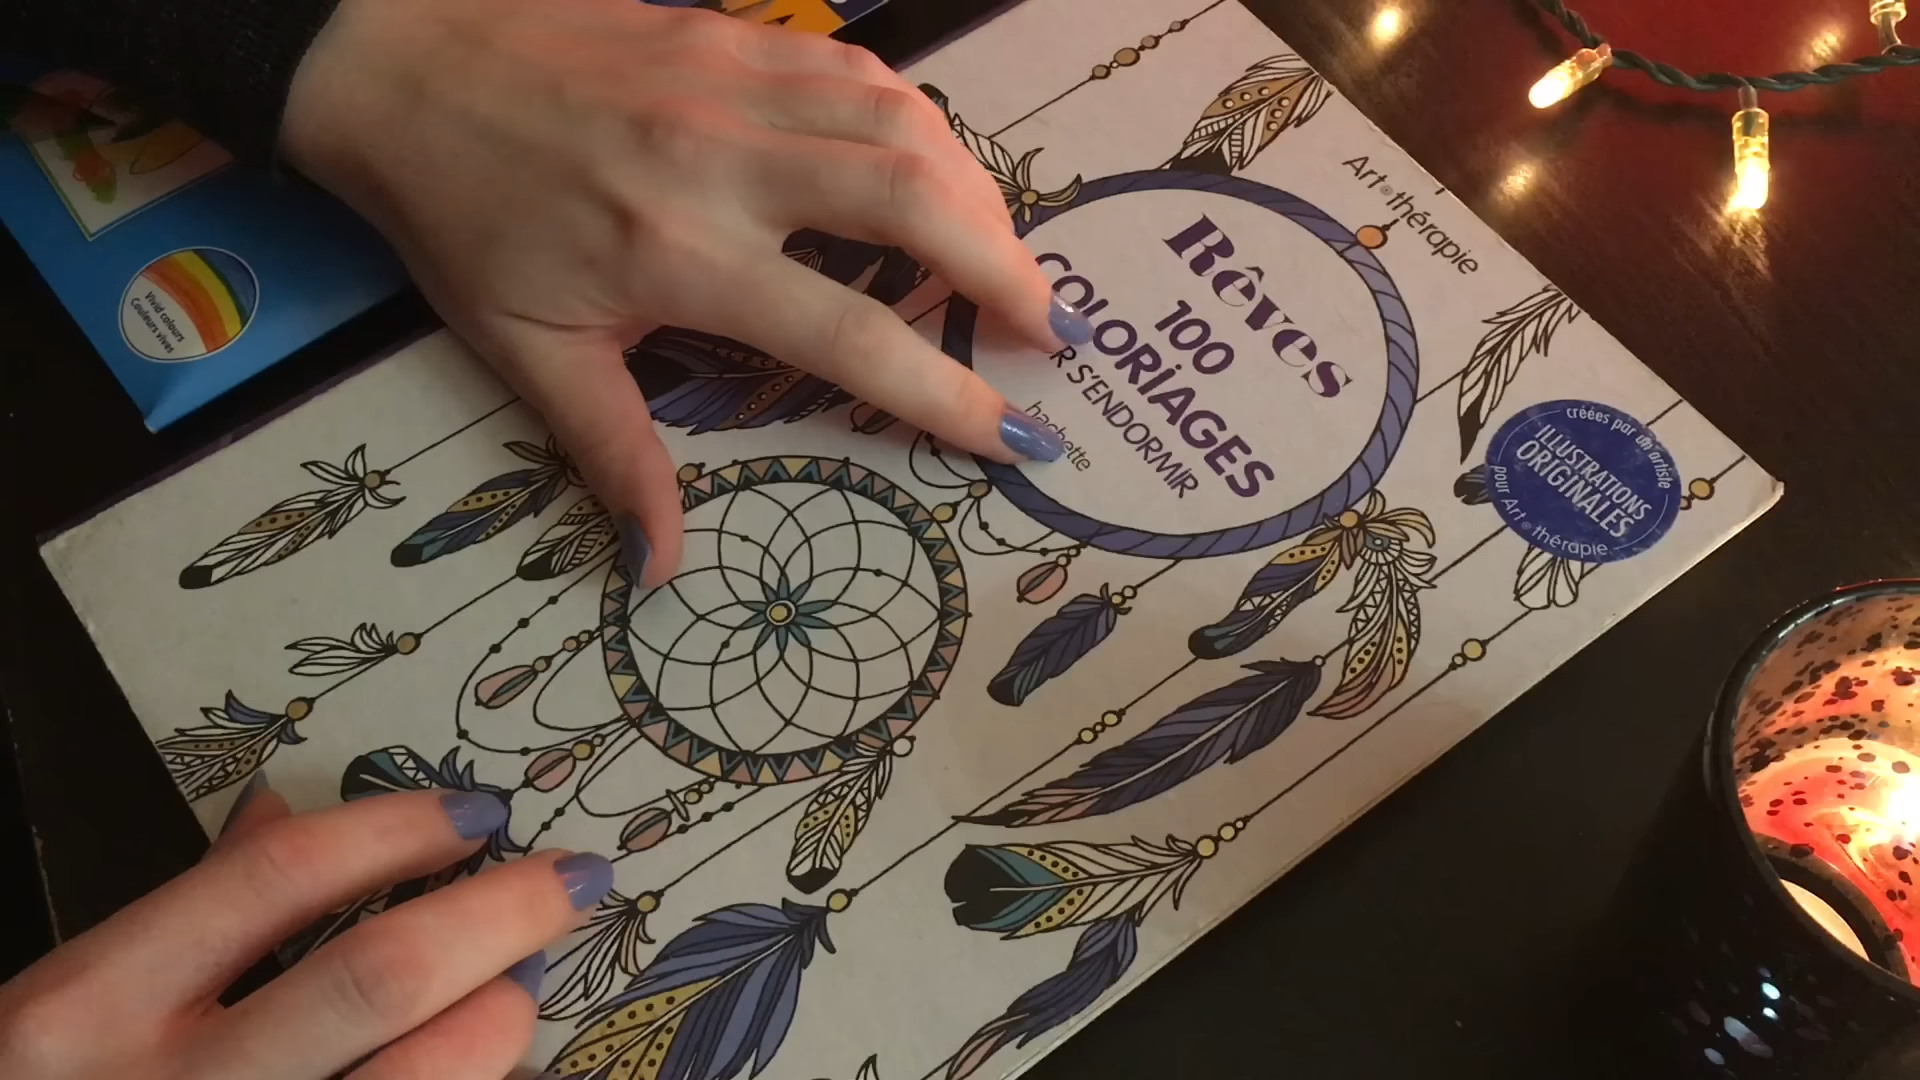 Art thérapie
Rêves
100
COLORIAGES
R S'ENDORMIR
hachette
créées par un artiste
ILLUSTRATIONS
ORIGINALES
pour Art thérapie
Vivid colours
Couleurs vives